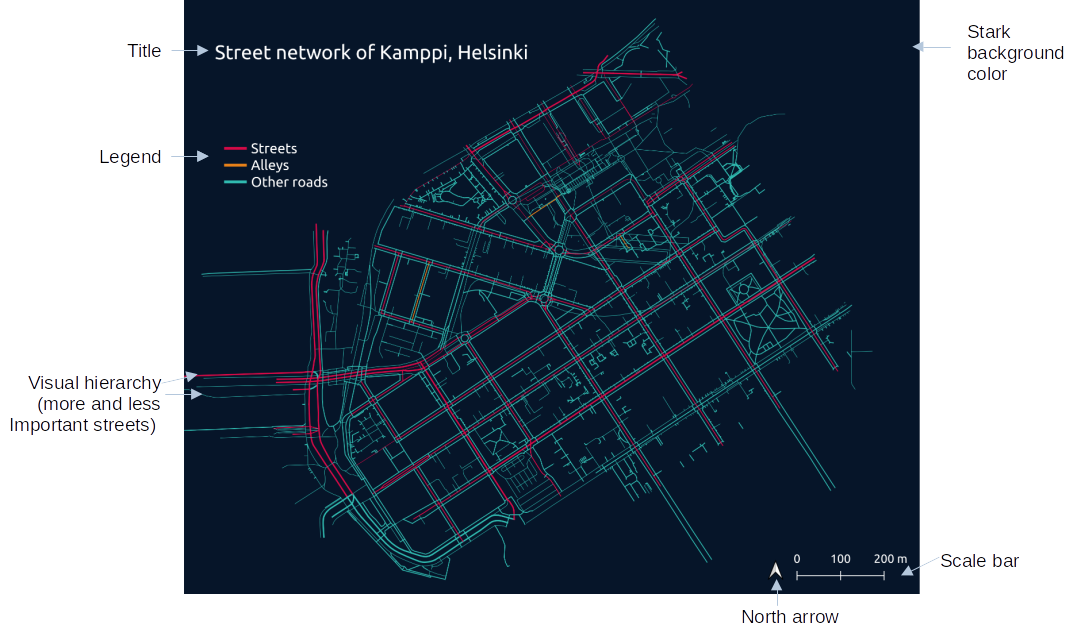 Stark
background
color
Title
Street network of Kamppi, Helsinki
Legend
Streets
Alleys
Other roads
Visual hierarchy
(more and less
Important streets)
0 100 200 m
Scale bar
North arrow